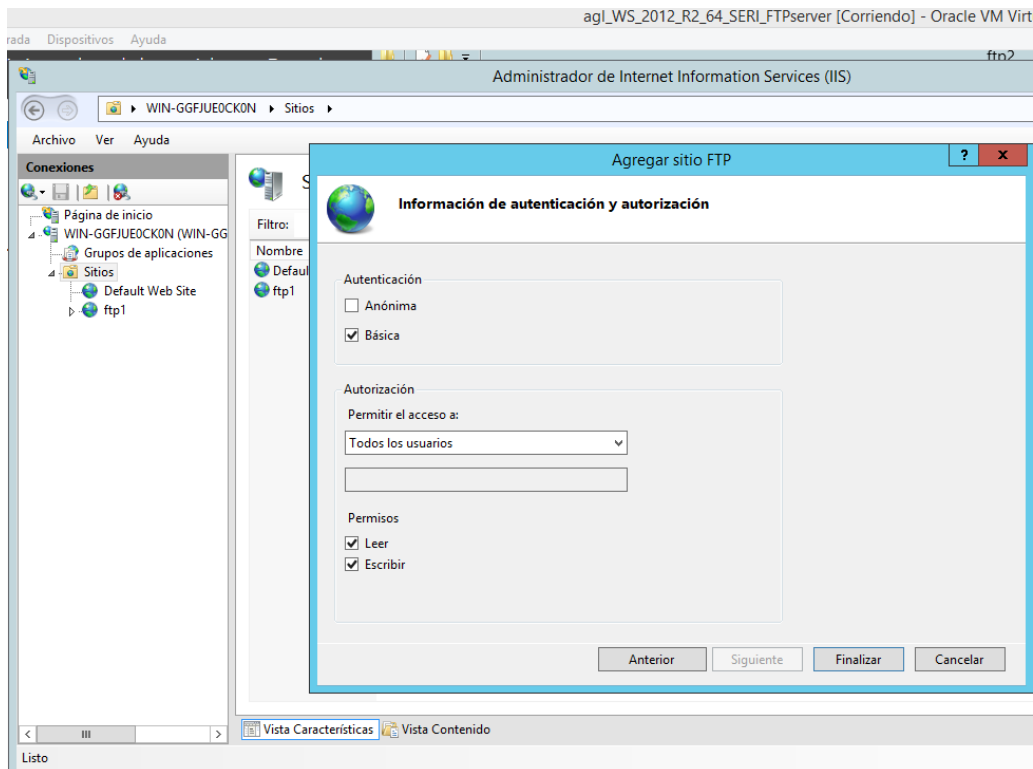 agl_WS_2012_R2_64_SERI_FTPserver [Corriendo] - Oracle VM Virt
rada Dispositivos Ayuda
ftp2
Administrador de Internet Information Services (IIS)
WIN-GGFJUE0CK0N Sitios
Archivo Ver Ayuda
Conexiones
Página de inicio
WIN-GGFJUE0CK0N (WIN-GG
Grupos de aplicaciones
Sitios
Default Web Site
ftp1
S
Filtro:
Nombre
Defaul
ftp1
Agregar sitio FTP
? x
Información de autenticación y autorización
Autenticación
Anónima
Básica
Autorización
Permitir el acceso a:
Todos los usuarios
Permisos
Leer
Escribir
Anterior Siguiente Finalizar Cancelar
Vista Características Vista Contenido
Listo